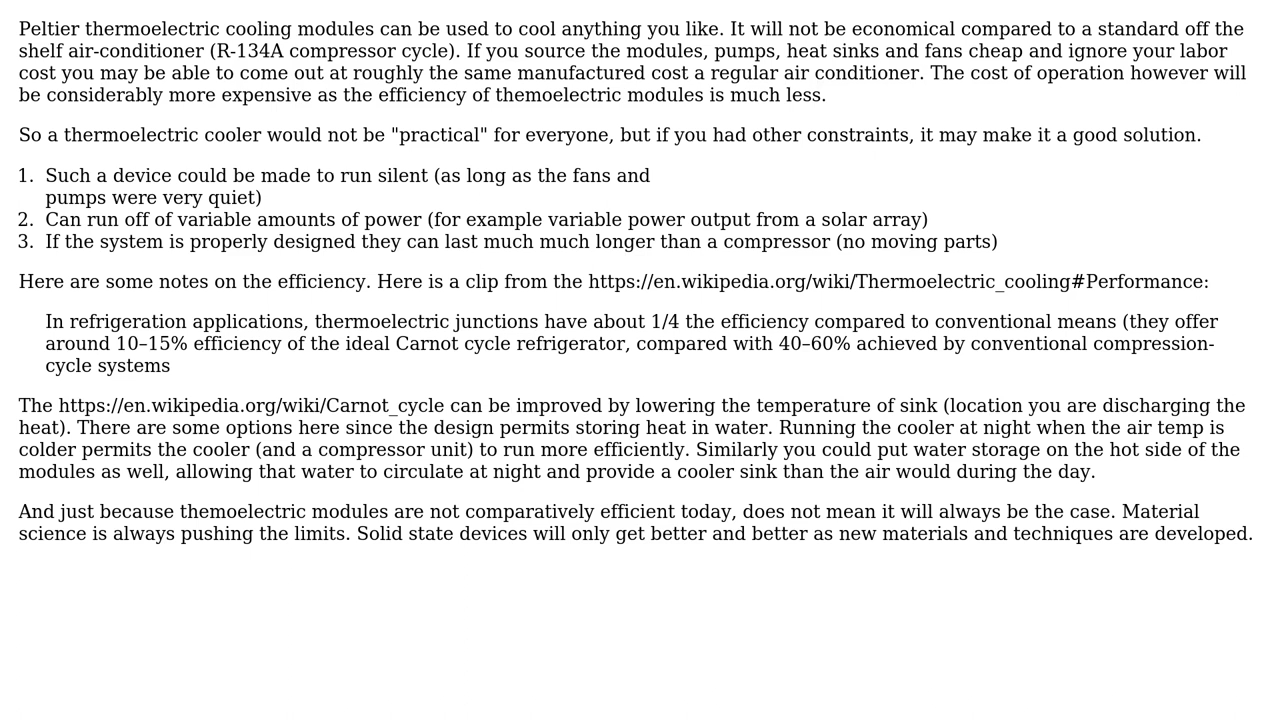 Peltier thermoelectric cooling modules can be used to cool anything you like. It will not be economical compared to a standard off the
shelf air-conditioner (R-134A compressor cycle). If you source the modules, pumps, heat sinks and fans cheap and ignore your labor
cost you may be able to come out at roughly the same manufactured cost a regular air conditioner. The cost of operation however will
be considerably more expensive as the efficiency of themoelectric modules is much less.
So a thermoelectric cooler would not be "practical" for everyone, but if you had other constraints, it may make it a good solution.
1. Such a device could be made to run silent (as long as the fans and
pumps were very quiet)
2. Can run off of variable amounts of power (for example variable power output from a solar array)
3. If the system is properly designed they can last much much longer than a compressor (no moving parts)
Here are some notes on the efficiency. Here is a clip from the https://en.wikipedia.org/wiki/Thermoelectric_cooling#Performance:
In refrigeration applications, thermoelectric junctions have about 1/4 the efficiency compared to conventional means (they offer
around 10–15% efficiency of the ideal Carnot cycle refrigerator, compared with 40–60% achieved by conventional compression-
cycle systems
The https://en.wikipedia.org/wiki/Carnot_cycle can be improved by lowering the temperature of sink (location you are discharging the
heat). There are some options here since the design permits storing heat in water. Running the cooler at night when the air temp is
colder permits the cooler (and a compressor unit) to run more efficiently. Similarly you could put water storage on the hot side of the
modules as well, allowing that water to circulate at night and provide a cooler sink than the air would during the day.
And just because themoelectric modules are not comparatively efficient today, does not mean it will always be the case. Material
science is always pushing the limits. Solid state devices will only get better and better as new materials and techniques are developed.